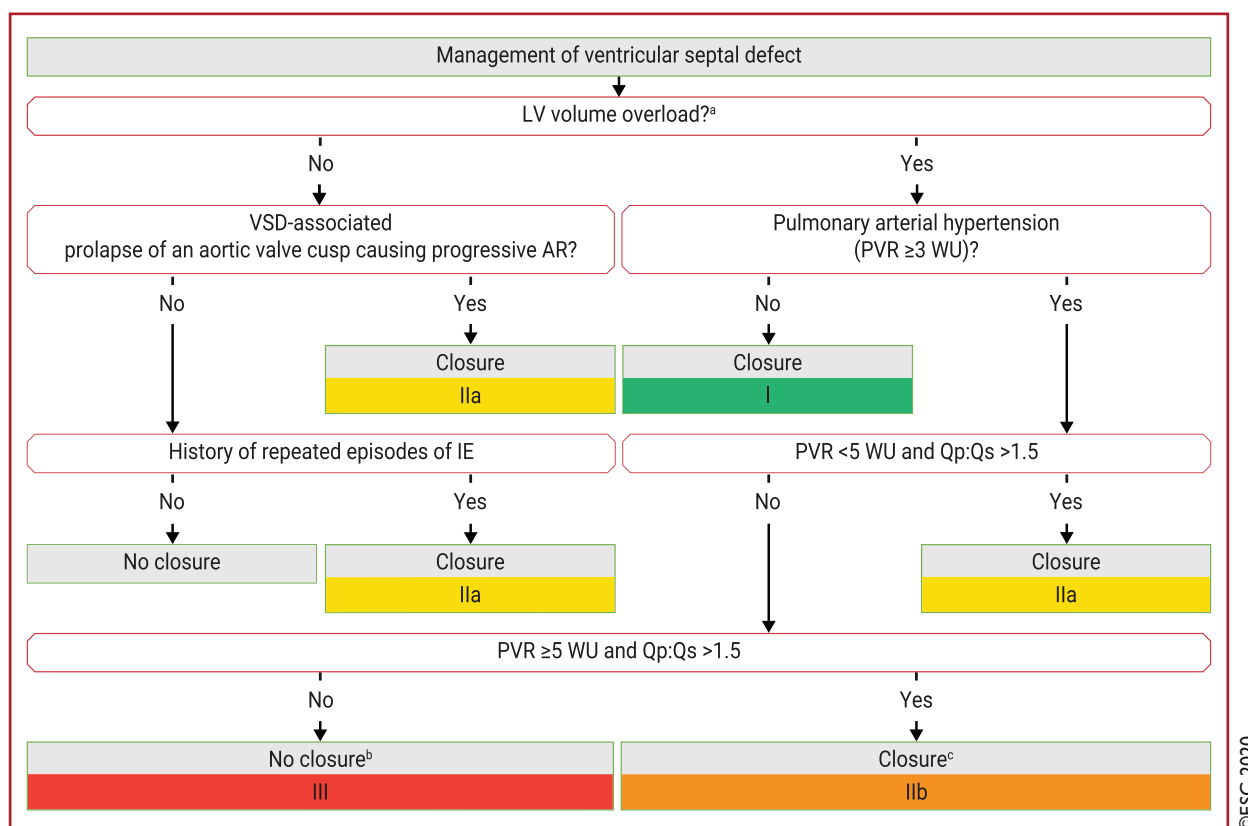 Management of ventricular septal defect
LV volume overload?ᵃ
No
Yes
VSD-associated
prolapse of an aortic valve cusp causing progressive AR?
Pulmonary arterial hypertension
(PVR ≥3 WU)?
No
Yes
No
Yes
Closure
IIa
Closure
I
History of repeated episodes of IE
PVR <5 WU and Qp:Qs >1.5
No
Yes
No
Yes
No closure
Closure
IIa
Closure
IIa
PVR ≥5 WU and Qp:Qs >1.5
No
Yes
No closureᵇ
III
Closureᶜ
IIb
©ESC 2020